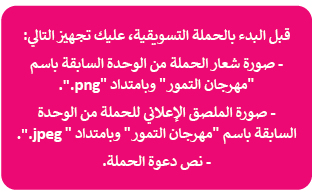 قبل البدء بالحملة التسويقية، عليك تجهيز التالي:
- صورة شعار الحملة من الوحدة السابقة باسم
"مهرجان التمور" وبامتداد "png.".
- صورة الملصق الإعلاني للحملة من الوحدة
السابقة باسم "مهرجان التمور" وبامتداد " jpeg.".
- نص دعوة الحملة.